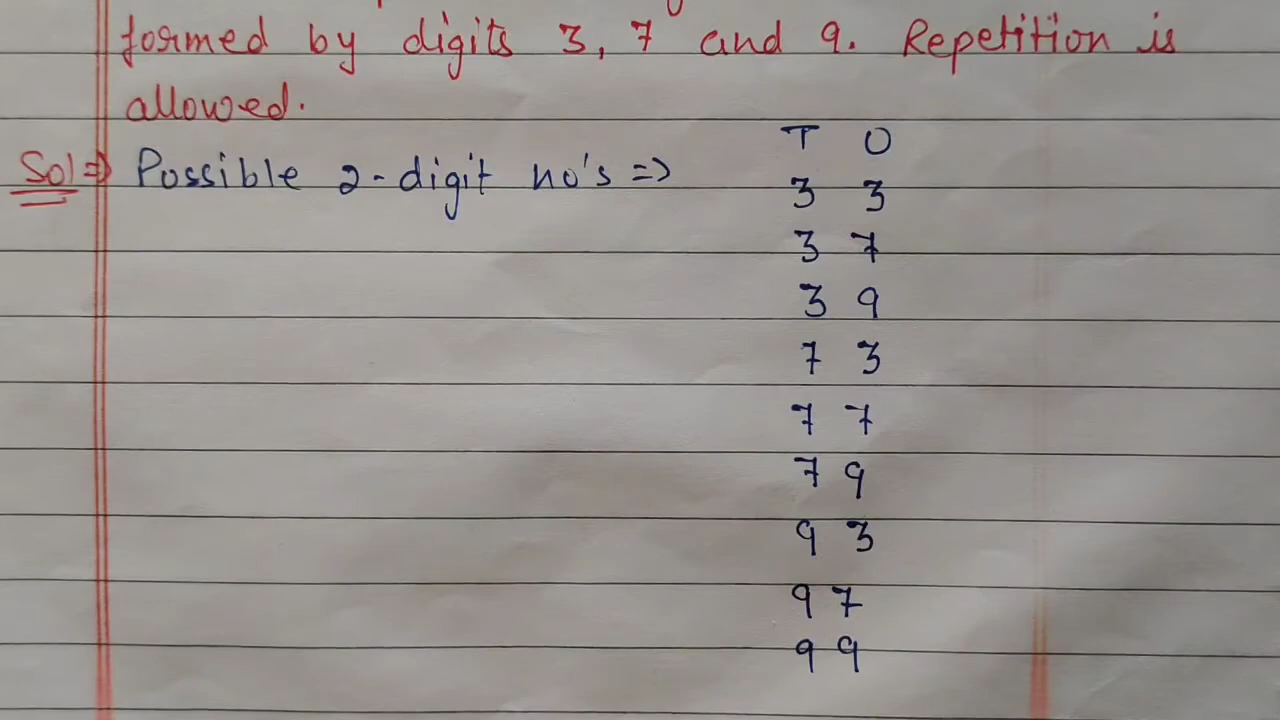 formed by digits 3, 7 and 9. Repetition is
allowed.
T O
Sol⇒ Possible 2-digit no's =>
3 3
3 7
3 9
7 3
7 7
7 9
9 3
9 7
9 9